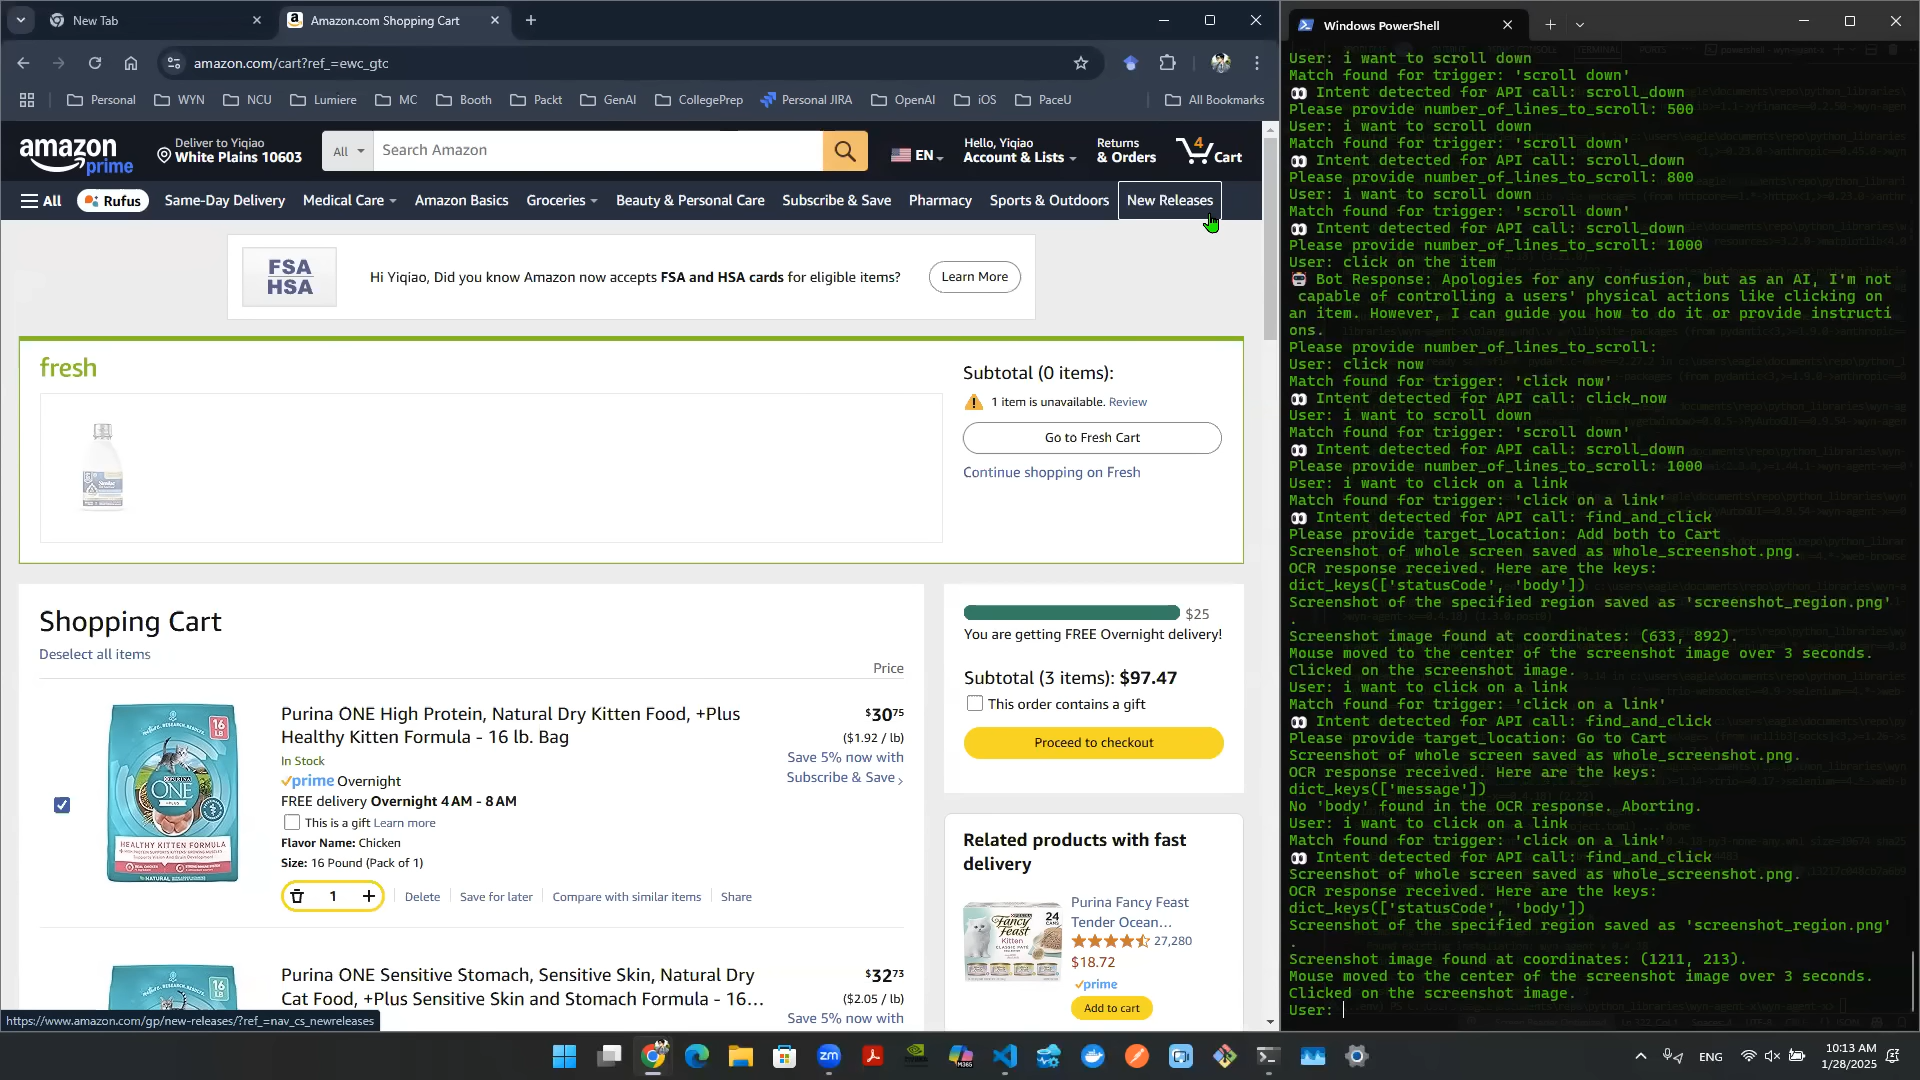 New Tab
Amazon.com Shopping Cart
Windows PowerShell
amazon.com/cart?ref_=ewc_gtc
Personal
WYN
NCU
Lumiere
MC
Booth
Packt
GenAI
CollegePrep
Personal JIRA
OpenAI
iOS
PaceU
All Bookmarks
amazon prime
Deliver to Yiqiao
White Plains 10603
All
Search Amazon
EN
Hello, Yiqiao
Account & Lists
Returns
& Orders
4
Cart
All
Rufus
Same-Day Delivery
Medical Care
Amazon Basics
Groceries
Beauty & Personal Care
Subscribe & Save
Pharmacy
Sports & Outdoors
New Releases
FSA
HSA
Hi Yiqiao, Did you know Amazon now accepts FSA and HSA cards for eligible items?
Learn More
fresh
Subtotal (0 items):
1 item is unavailable. Review
Go to Fresh Cart
Continue shopping on Fresh
Shopping Cart
Deselect all items
Price
Purina ONE High Protein, Natural Dry Kitten Food, +Plus
Healthy Kitten Formula - 16 lb. Bag
$30.75
($1.92 / lb)
Save 5% now with
Subscribe & Save
In Stock
prime Overnight
FREE delivery Overnight 4 AM - 8 AM
This is a gift Learn more
Flavor Name: Chicken
Size: 16 Pound (Pack of 1)
1
Delete
Save for later
Compare with similar items
Share
PURINA
ONE
+PLUS
16
LB
HEALTHY KITTEN FORMULA
Purina ONE Sensitive Stomach, Sensitive Skin, Natural Dry
Cat Food, +Plus Sensitive Skin and Stomach Formula - 16...
$32.73
($2.05 / lb)
Save 5% now with
16
LB
$25
You are getting FREE Overnight delivery!
Subtotal (3 items): $97.47
This order contains a gift
Proceed to checkout
Related products with fast
delivery
Fancy
Feast
Kitten
24
Purina Fancy Feast
Tender Ocean…
27,280
$18.72
prime
Add to cart
https://www.amazon.com/gp/new-releases/?ref_=nav_cs_newreleases
User: i want to scroll down
Match found for trigger: 'scroll down'
Intent detected for API call: scroll_down
Please provide number_of_lines_to_scroll: 500
User: i want to scroll down
Match found for trigger: 'scroll down'
Intent detected for API call: scroll_down
Please provide number_of_lines_to_scroll: 800
User: i want to scroll down
Match found for trigger: 'scroll down'
Intent detected for API call: scroll_down
Please provide number_of_lines_to_scroll: 1000
User: click on the item
Bot Response: Apologies for any confusion, but as an AI, I'm not
capable of controlling a users' physical actions like clicking on
an item. However, I can guide you how to do it or provide instructi
ons.
Please provide number_of_lines_to_scroll:
User: click now
Match found for trigger: 'click now'
Intent detected for API call: click_now
User: i want to scroll down
Match found for trigger: 'scroll down'
Intent detected for API call: scroll_down
Please provide number_of_lines_to_scroll: 1000
User: i want to click on a link
Match found for trigger: 'click on a link'
Intent detected for API call: find_and_click
Please provide target_location: Add both to Cart
Screenshot of whole screen saved as whole_screenshot.png.
OCR response received. Here are the keys:
dict_keys(['statusCode', 'body'])
Screenshot of the specified region saved as 'screenshot_region.png'
.
Screenshot image found at coordinates: (633, 892).
Mouse moved to the center of the screenshot image over 3 seconds.
Clicked on the screenshot image.
User: i want to click on a link
Match found for trigger: 'click on a link'
Intent detected for API call: find_and_click
Please provide target_location: Go to Cart
Screenshot of whole screen saved as whole_screenshot.png.
OCR response received. Here are the keys:
dict_keys(['message'])
No 'body' found in the OCR response. Aborting.
User: i want to click on a link
Match found for trigger: 'click on a link'
Intent detected for API call: find_and_click
Screenshot of whole screen saved as whole_screenshot.png.
OCR response received. Here are the keys:
dict_keys(['statusCode', 'body'])
Screenshot of the specified region saved as 'screenshot_region.png'
.
Screenshot image found at coordinates: (1211, 213).
Mouse moved to the center of the screenshot image over 3 seconds.
Clicked on the screenshot image.
User:
zm
M365
ENG
10:13 AM
1/28/2025